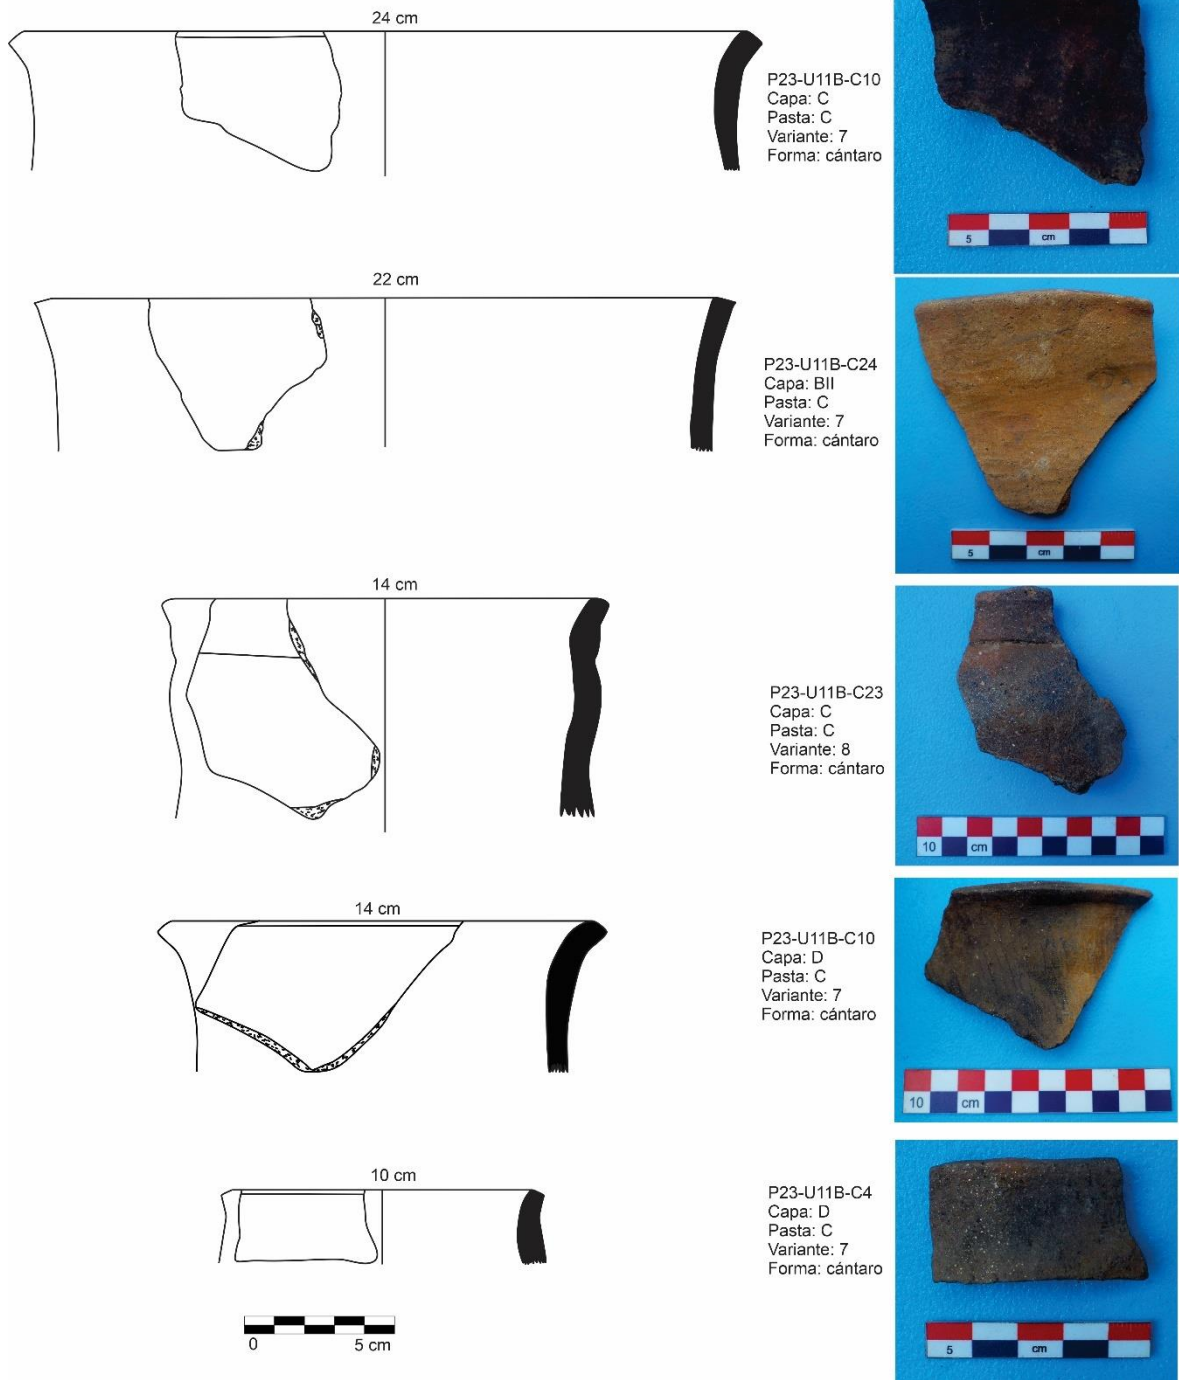 24 cm
P23-U11B-C10
Capa: C
Pasta: C
Variante: 7
Forma: cántaro
5 cm
22 cm
P23-U11B-C24
Capa: BII
Pasta: C
Variante: 7
Forma: cántaro
5 cm
14 cm
P23-U11B-C23
Capa: C
Pasta: C
Variante: 8
Forma: cántaro
10 cm
14 cm
P23-U11B-C10
Capa: D
Pasta: C
Variante: 7
Forma: cántaro
10 cm
10 cm
P23-U11B-C4
Capa: D
Pasta: C
Variante: 7
Forma: cántaro
5 cm
0 5 cm